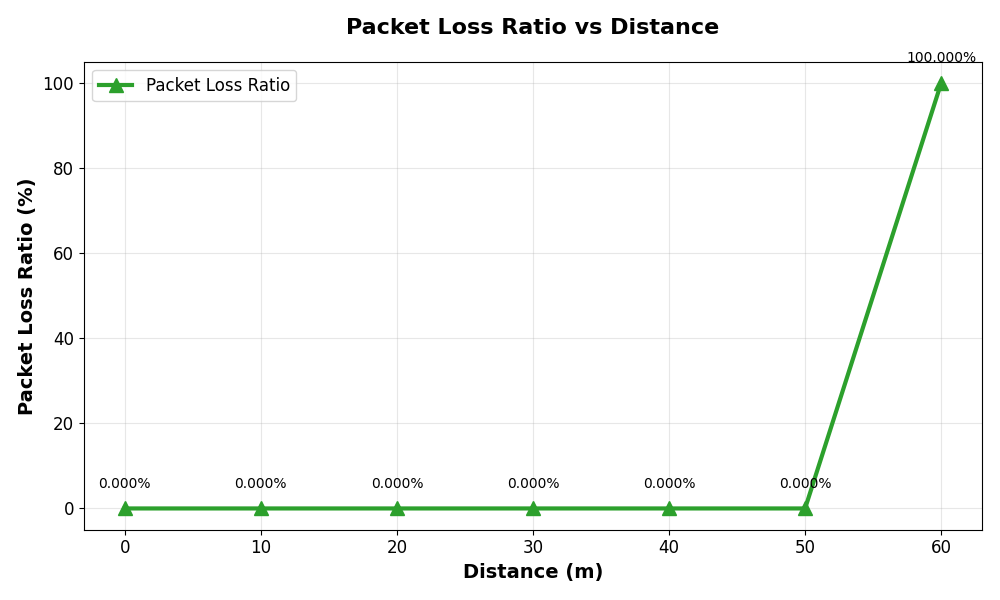 Packet Loss Ratio vs Distance
100.000%
Packet Loss Ratio
100
80
60
40
20
0
Packet Loss Ratio (%)
0.000% 0.000% 0.000% 0.000% 0.000% 0.000%
0 10 20 30 40 50 60
Distance (m)